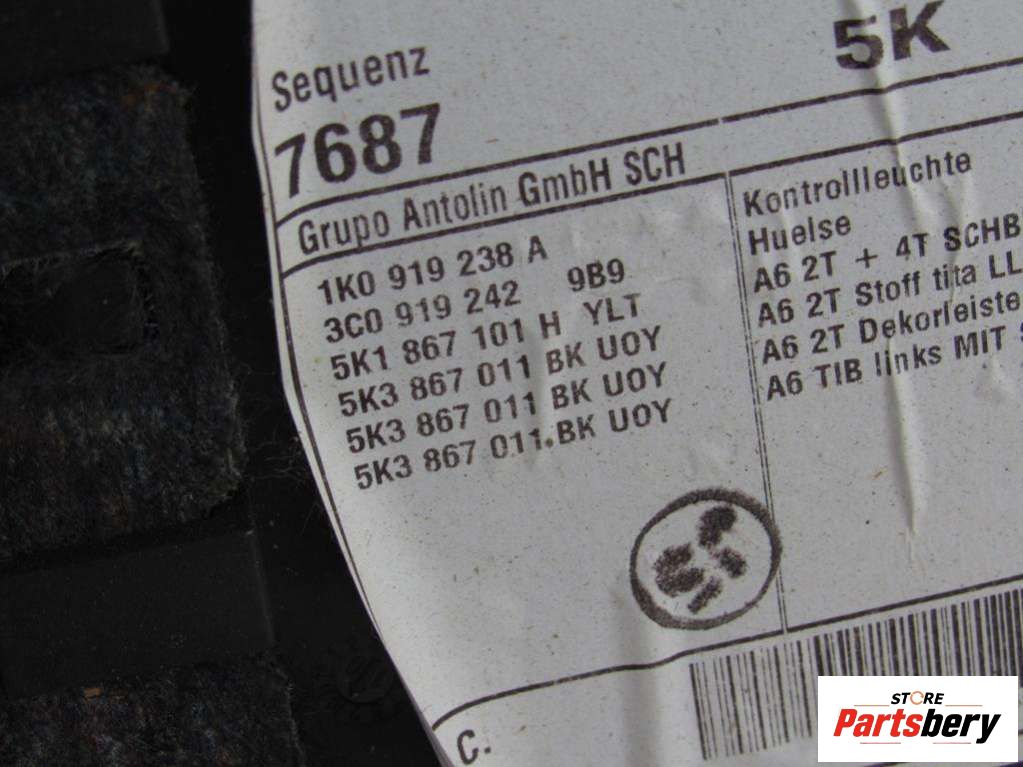 Sequenz
5K
7687
Grupo Antolin GmbH SCH
1K0 919 238 A
3C0 919 242 9B9
5K1 867 101 H YLT
5K3 867 011 BK UOY
5K3 867 011 BK UOY
5K3 867 011 BK UOY
Kontrollleuchte
Huelse
A6 2T + 4T SCHB
A6 2T Stoff tita LL
A6 2T Dekorleiste
A6 TIB links MIT
C.
STORE
Partsbery